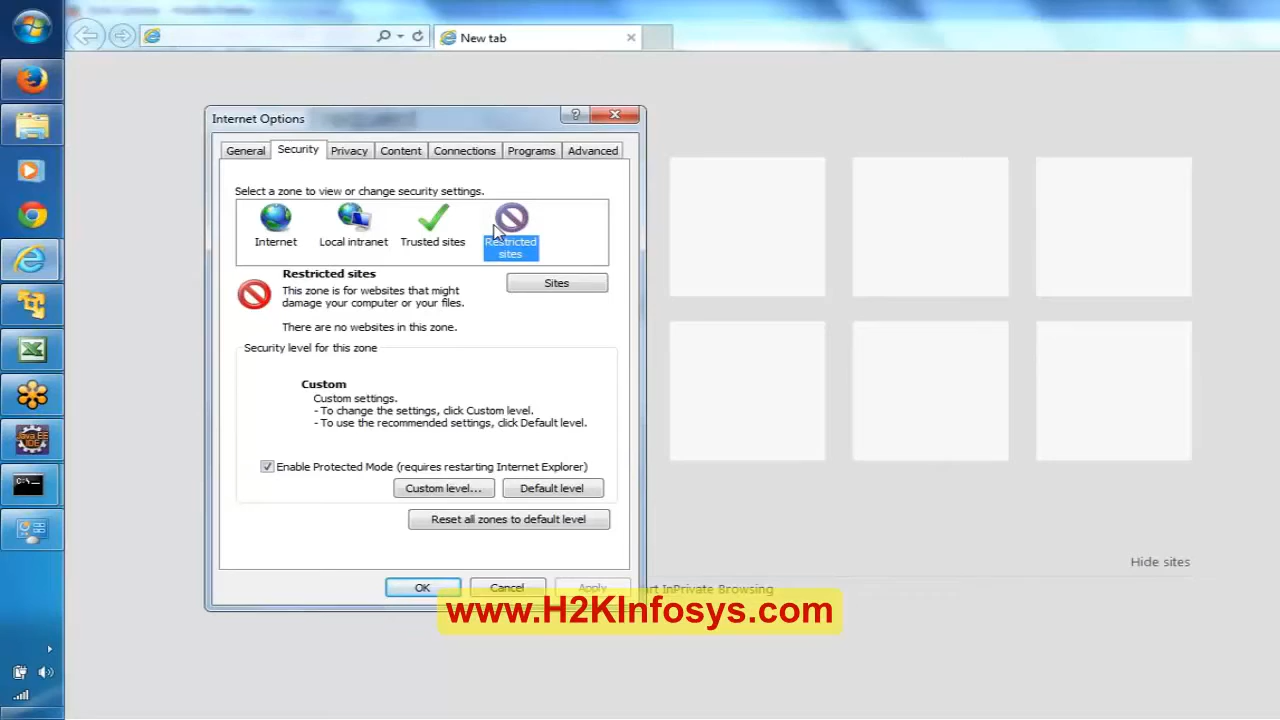 New tab
Internet Options
General
Security
Privacy
Content
Connections
Programs
Advanced
Select a zone to view or change security settings.
Internet
Local intranet
Trusted sites
Restricted
sites
Restricted sites
Sites
This zone is for websites that might
damage your computer or your files.
There are no websites in this zone.
Security level for this zone
Custom
Custom settings.
- To change the settings, click Custom level.
- To use the recommended settings, click Default level.
Enable Protected Mode (requires restarting Internet Explorer)
Custom level...
Default level
Reset all zones to default level
Hide sites
OK
Cancel
Apply
rt InPrivate Browsing
www.H2KInfosys.com